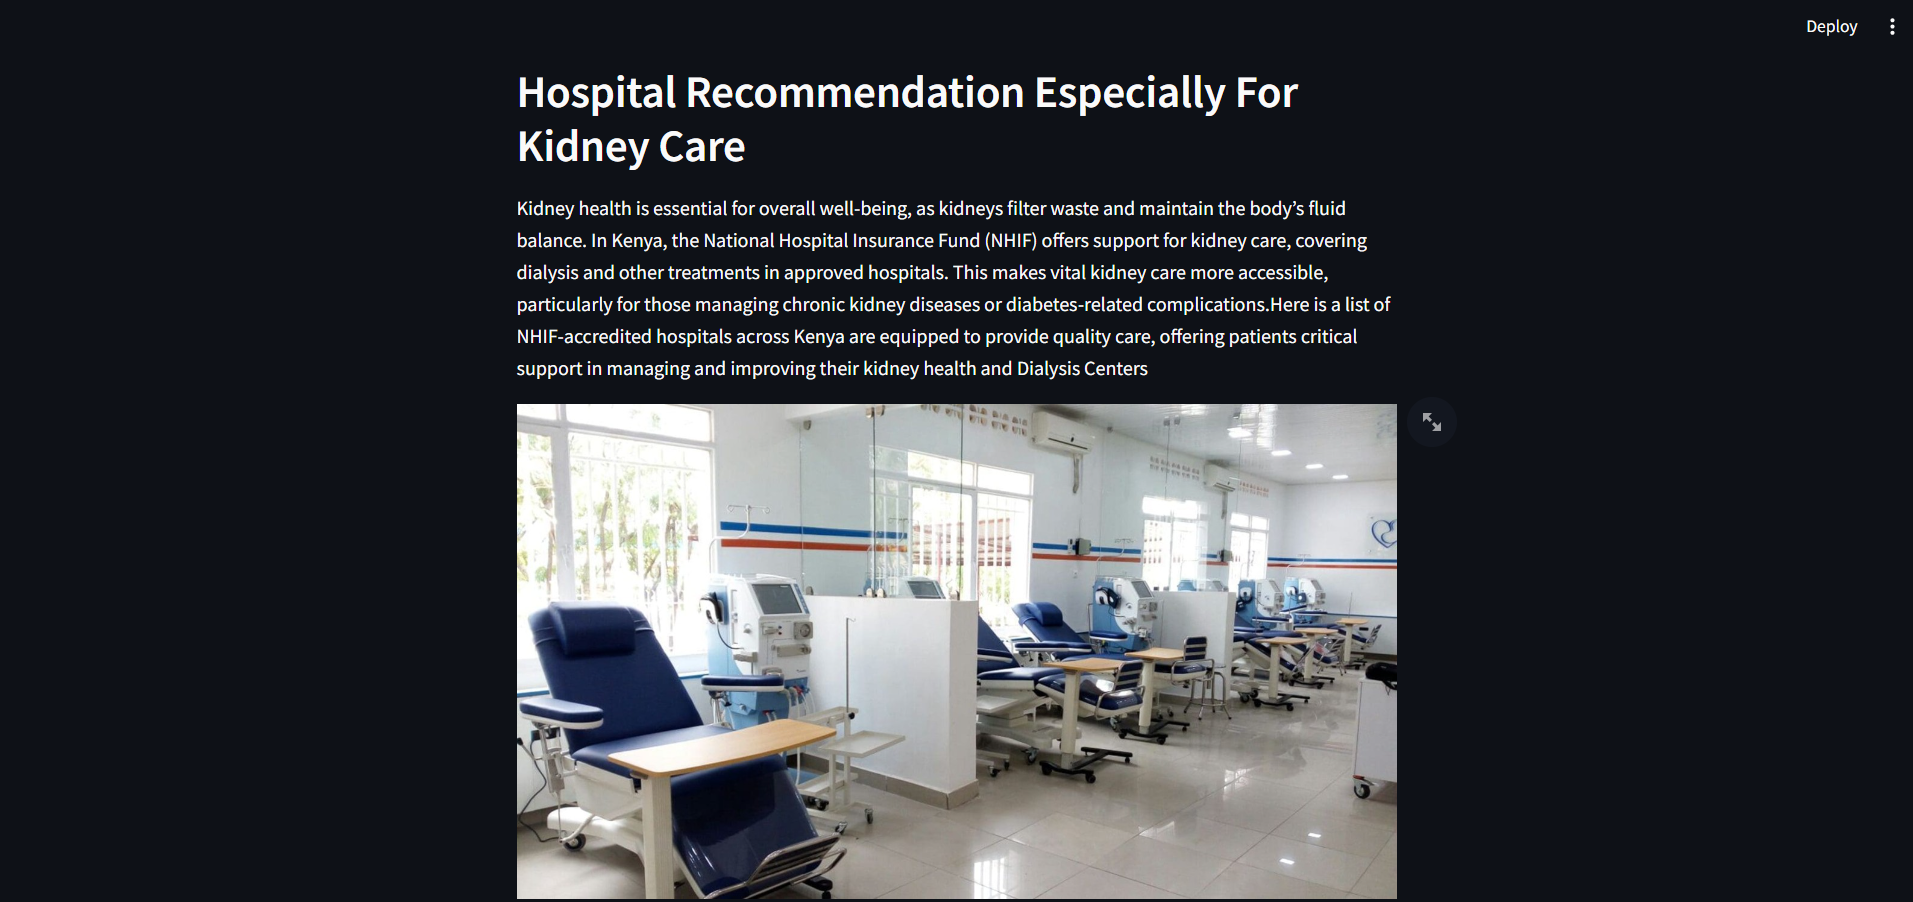 Deploy
Hospital Recommendation Especially For
Kidney Care
Kidney health is essential for overall well-being, as kidneys filter waste and maintain the body’s fluid
balance. In Kenya, the National Hospital Insurance Fund (NHIF) offers support for kidney care, covering
dialysis and other treatments in approved hospitals. This makes vital kidney care more accessible,
particularly for those managing chronic kidney diseases or diabetes-related complications.Here is a list of
NHIF-accredited hospitals across Kenya are equipped to provide quality care, offering patients critical
support in managing and improving their kidney health and Dialysis Centers